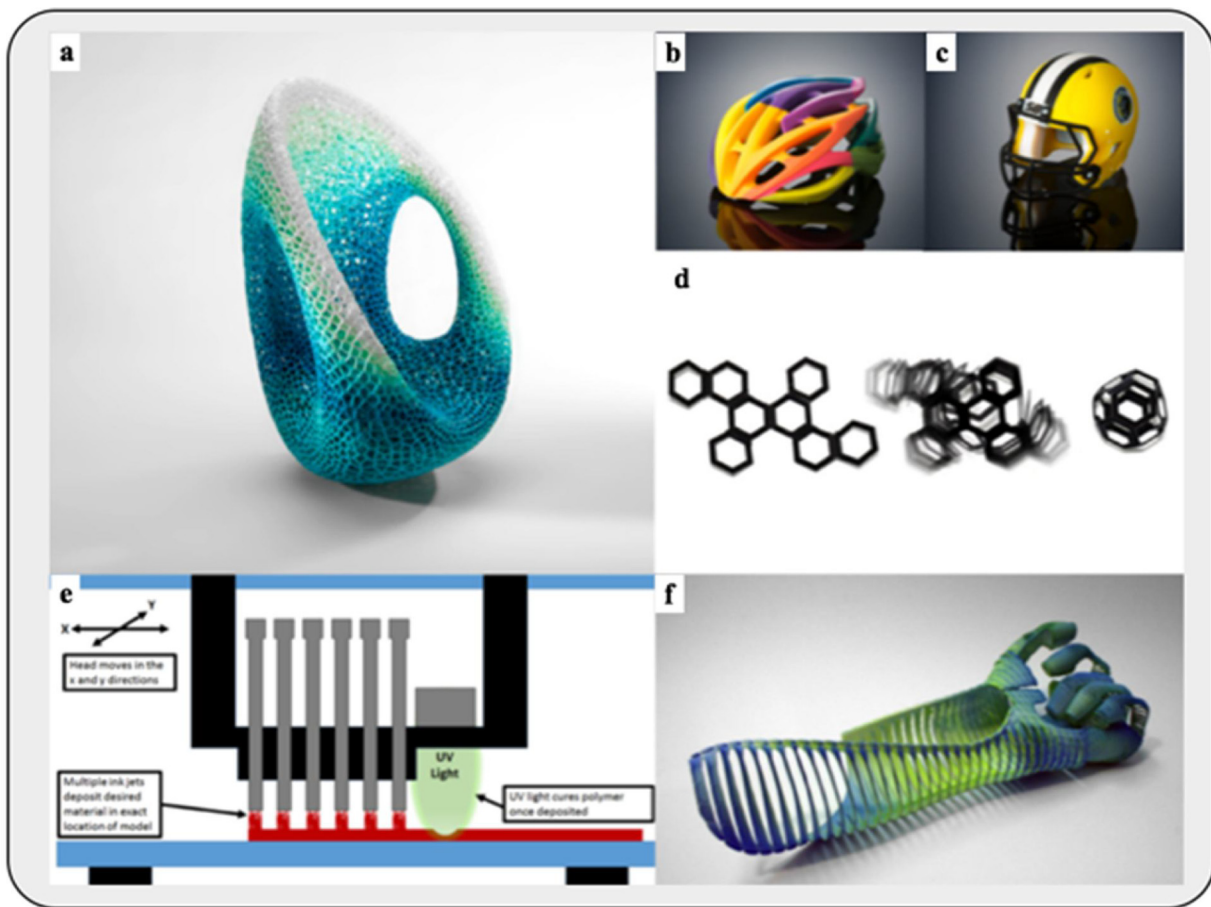 a
b
c
d
e
Y
X
Head moves in the
x and y directions
Multiple ink jets
deposit desired
material in exact
location of model
UV
Light
UV light cures polymer
once deposited
f